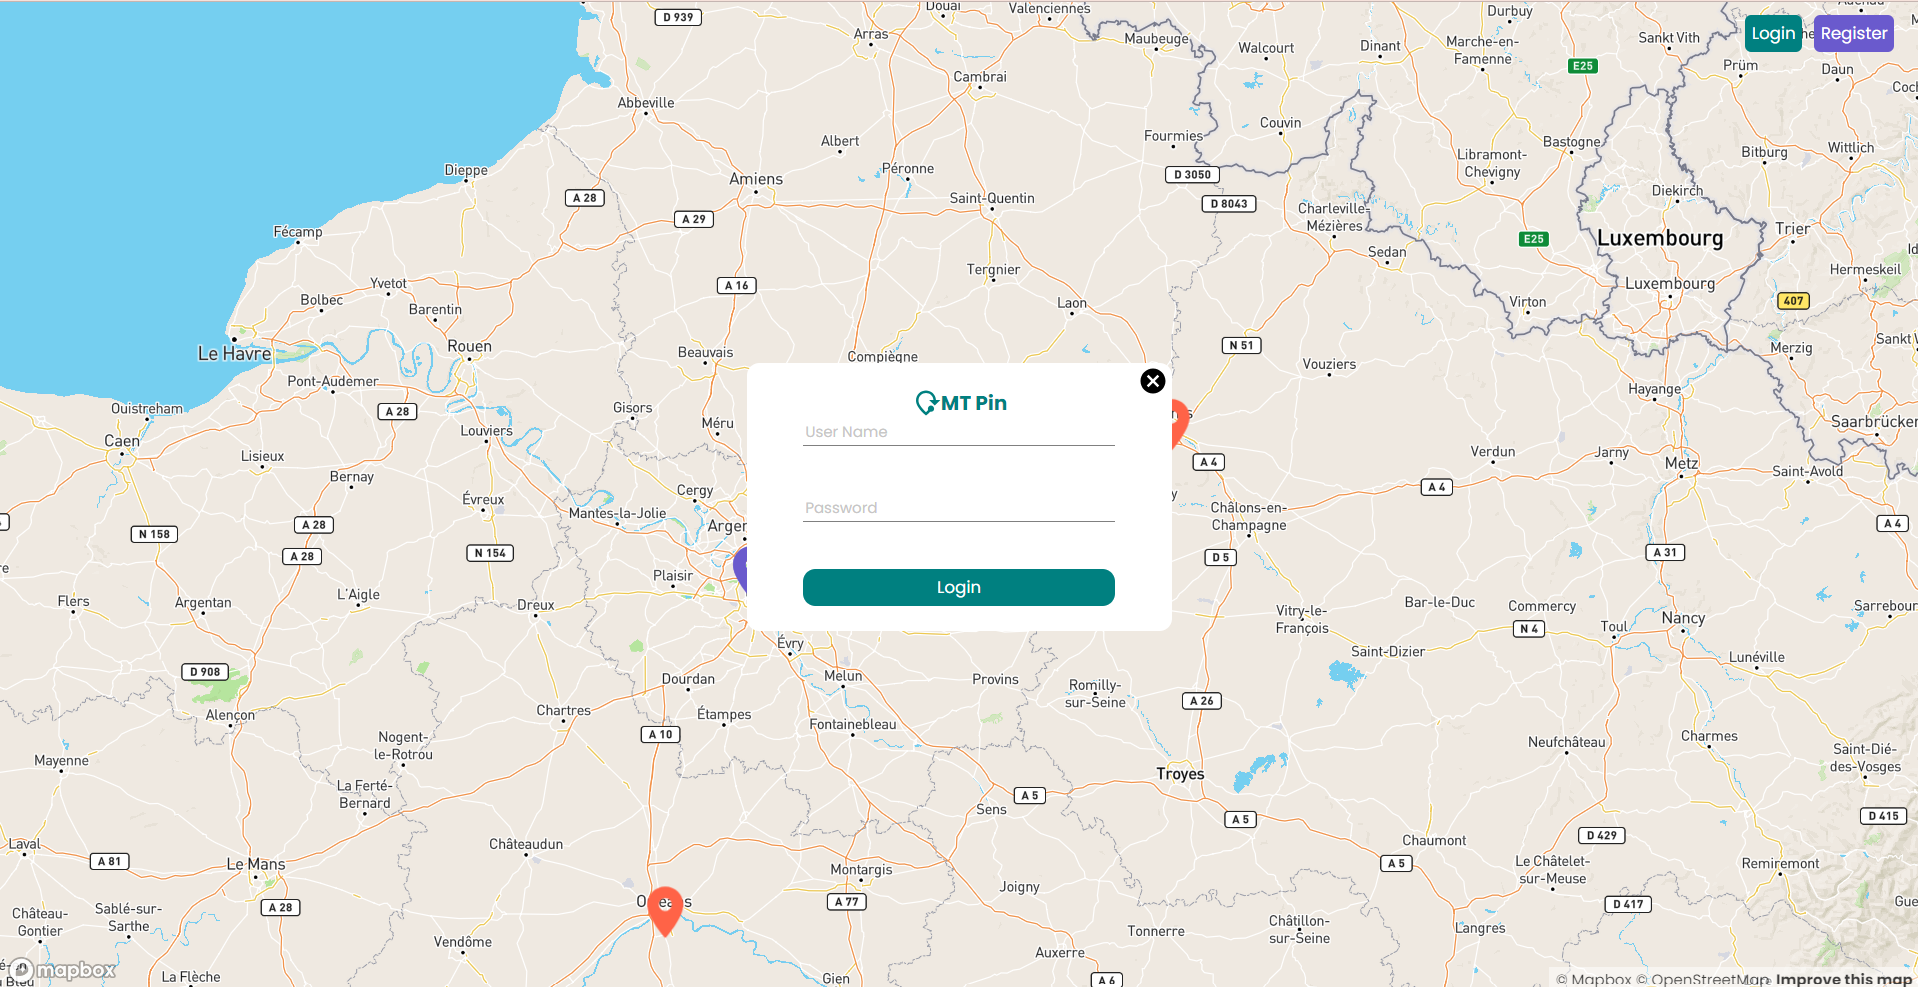 Douai
Valenciennes
Durbuy
D 939
Arras
Maubeuge
Walcourt
Dinant
Marche-en-
Famenne
Sankt Vith
Login
Register
E25
Prüm
Daun
Cambrai
Abbeville
Couvin
Fourmies
Albert
Bastogne
Wittlich
Bitburg
Libramont-
Chevigny
Dieppe
Péronne
Amiens
D 3050
Diekirch
A 28
Saint-Quentin
D 8043
Charleville-
Mézières
A 29
Fécamp
Trier
Luxembourg
E25
Sedan
Tergnier
Hermeskeil
Yvetot
A 16
Luxembourg
Bolbec
Barentin
Laon
Virton
407
Rouen
Le Havre
Beauvais
Compiègne
N 51
Merzig
Vouziers
Pont-Audemer
Hayange
Ouistreham
A 28
Gisors
MT Pin
Méru
Saarbrücken
Caen
Louviers
User Name
Lisieux
Verdun
Jarny
Metz
A 4
Saint-Avold
Bernay
Cergy
A 4
Évreux
Password
Mantes-la-Jolie
Châlons-en-
Champagne
A 28
N 158
A 4
A 28
N 154
D 5
A 31
Plaisir
Login
Flers
Argentan
L'Aigle
Dreux
Vitry-le-
François
Bar-le-Duc
Commercy
Nancy
Toul
N 4
Évry
Saint-Dizier
Lunéville
D 908
Dourdan
Melun
Provins
Romilly-
sur-Seine
A 26
Alençon
Chartres
Étampes
Fontainebleau
A 10
Nogent-
le-Rotrou
Neufchâteau
Charmes
Mayenne
Saint-Dié-
des-Vosges
Troyes
La Ferté-
Bernard
A 5
Sens
A 5
D 415
D 429
Châteaudun
Chaumont
Laval
A 81
Le Mans
A 5
Le Châtelet-
sur-Meuse
Remiremont
Montargis
Joigny
A 77
A 28
D 417
Château-
Gontier
Sablé-sur-
Sarthe
Châtillon-
sur-Seine
Langres
Tonnerre
Vendôme
Auxerre
mapbox
La Flèche
Gien
A 6
© Mapbox © OpenStreetMap Improve this map